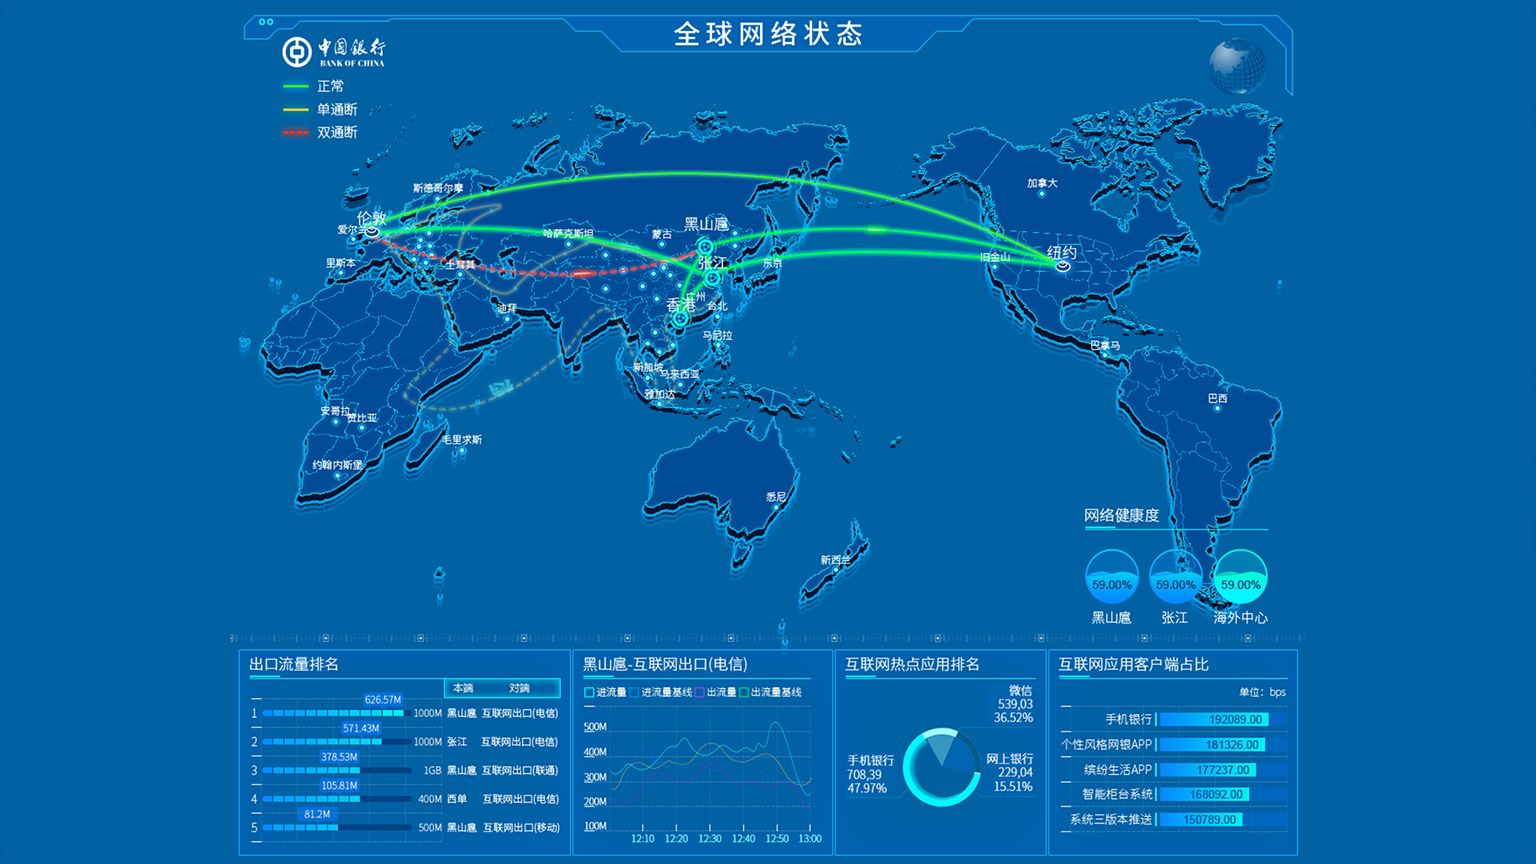 全球网络状态
中国银行
BANK OF CHINA
正常
单通断
双通断
加拿大
斯德哥尔摩
伦敦
爱尔兰
黑山扈
哈萨克斯坦
蒙古
张江
东京
纽约
旧金山
里斯本
土耳其
迪拜
广州
香港
台北
马尼拉
巴拿马
新加坡
马来西亚
雅加达
巴西
安哥拉
赞比亚
毛里求斯
约翰内斯堡
悉尼
新西兰
网络健康度
59.00% 59.00% 59.00%
黑山扈 张江 海外中心
出口流量排名
本端 对端
626.57M
1 1000M 黑山扈 互联网出口(电信)
571.43M
2 1000M 张江 互联网出口(电信)
378.53M
3 1GB 黑山扈 互联网出口(联通)
105.81M
4 400M 西单 互联网出口(电信)
81.2M
5 500M 黑山扈 互联网出口(移动)
黑山扈-互联网出口(电信)
进流量 进流量基线 出流量 出流量基线
500M
400M
300M
200M
100M
12:10 12:20 12:30 12:40 12:50 13:00
互联网热点应用排名
微信
539,03
36.52%
手机银行
708,39
47.97%
网上银行
229,04
15.51%
互联网应用客户端占比
单位：bps
手机银行 192089.00
个性风格网银APP 181326.00
缤纷生活APP 177237.00
智能柜台系统 168092.00
系统三版本推送 150789.00